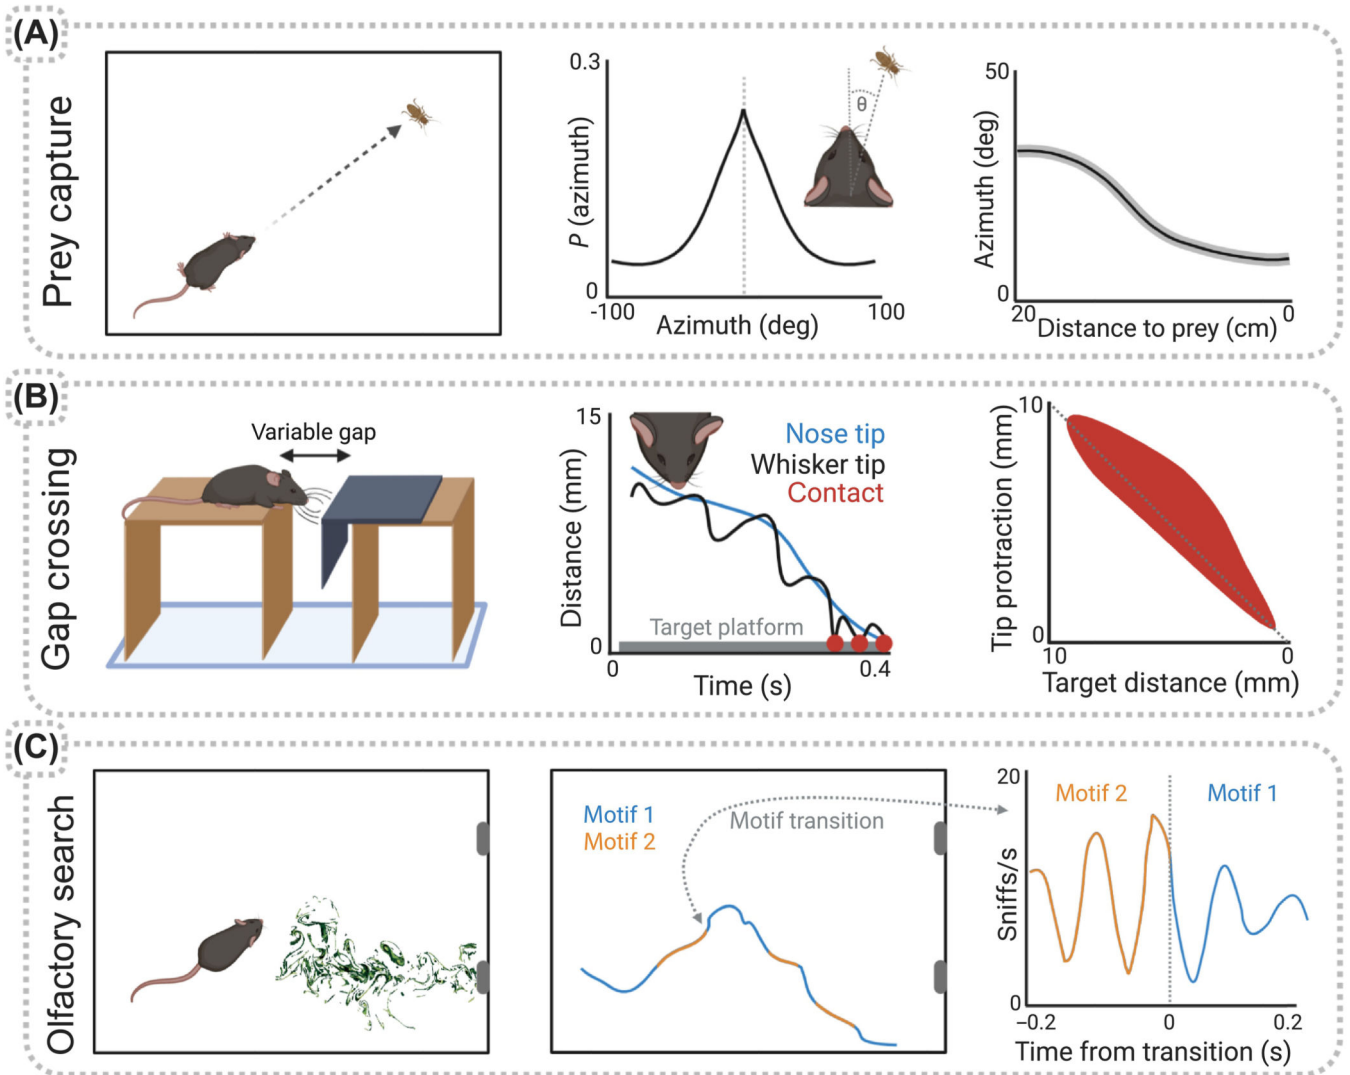 (A)
Prey capture
0.3
P (azimuth)
0
-100
100
Azimuth (deg)
θ
50
Azimuth (deg)
0
20
0
Distance to prey (cm)
(B)
Gap crossing
Variable gap
15
Distance (mm)
0
Nose tip
Whisker tip
Contact
Target platform
0
0.4
Time (s)
10
Tip protraction (mm)
0
10
0
Target distance (mm)
(C)
Olfactory search
Motif 1
Motif 2
Motif transition
20
Sniffs/s
0
Motif 2
Motif 1
−0.2
0
0.2
Time from transition (s)